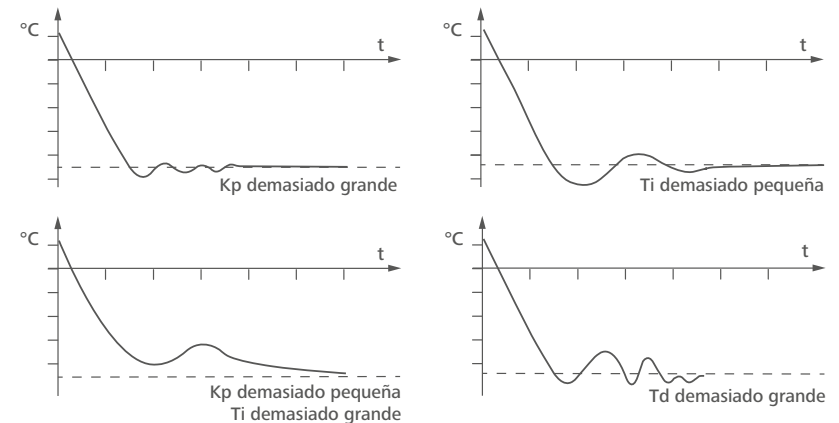 °C
t
Kp demasiado grande
°C
t
Ti demasiado pequeña
°C
t
Kp demasiado pequeña
Ti demasiado grande
°C
t
Td demasiado grande